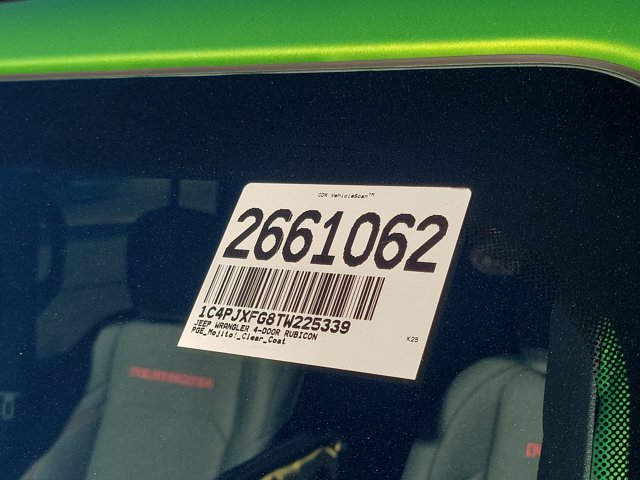 CDK VehicleScan™
2661062
1C4PJXFG8TW225339
JEEP WRANGLER 4-DOOR RUBICON
PGE_Mojito!_Clear_Coat
K25